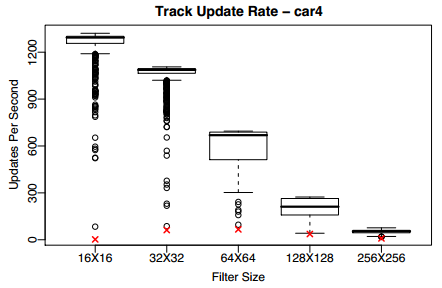 Track Update Rate – car4
Updates Per Second
1200
900
600
300
0
16X16 32X32 64X64 128X128 256X256
Filter Size